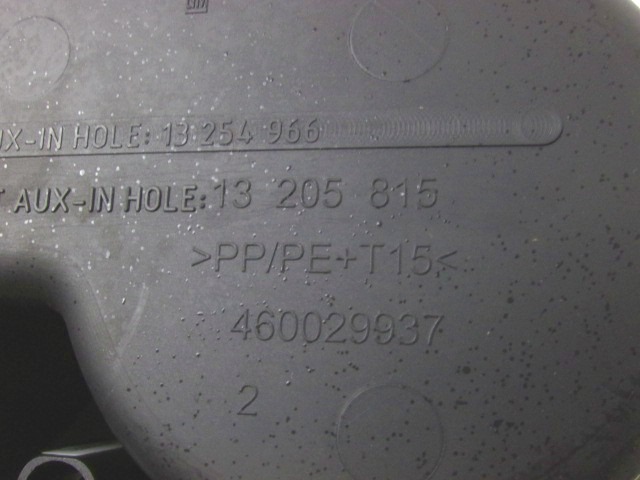 UX-IN HOLE: 13 254 966
T AUX-IN HOLE: 13 205 815
>PP/PE+T15<
460029937
2